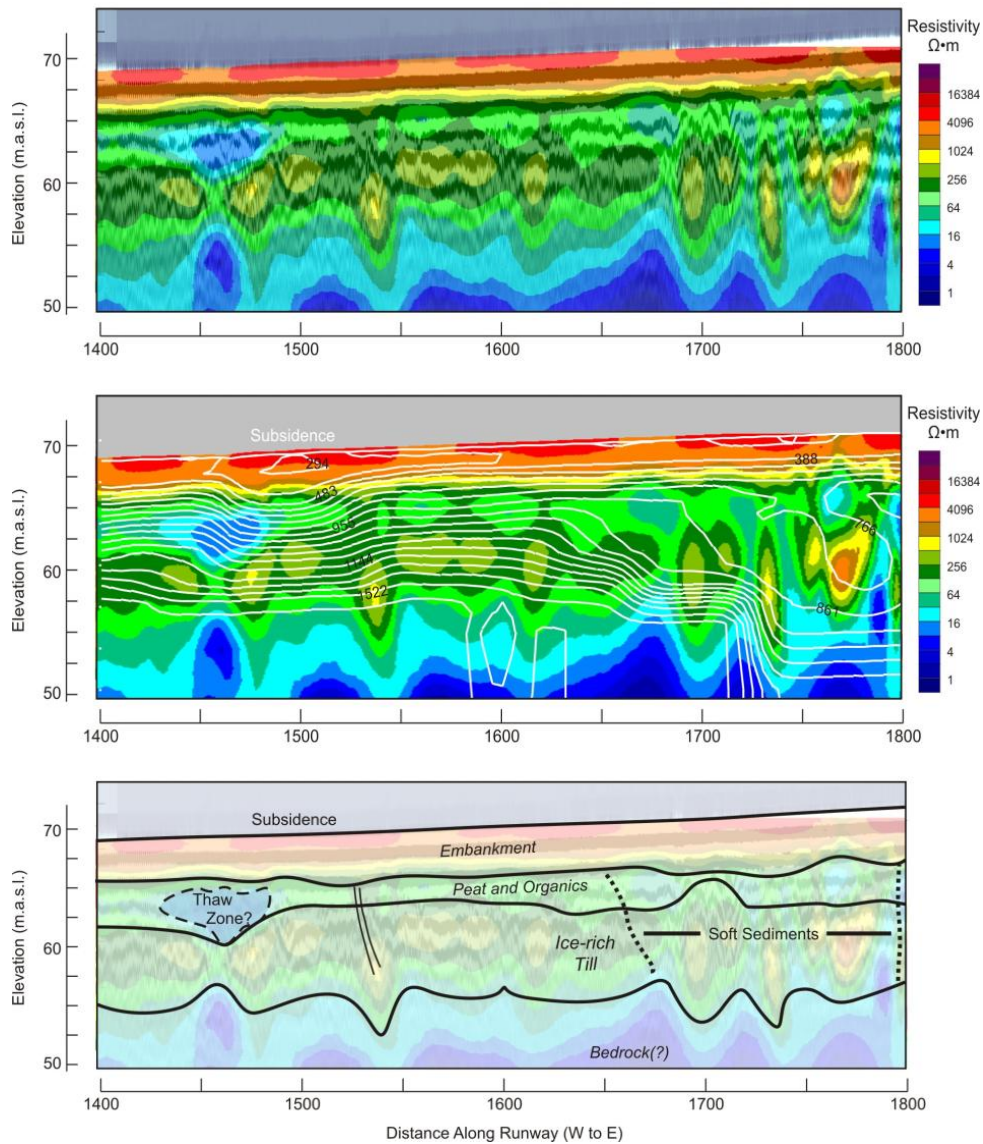 Resistivity
Ω•m
16384
4096
1024
256
64
16
4
1
Elevation (m.a.s.l.)
70
60
50
1400
1500
1600
1700
1800
Resistivity
Ω•m
16384
4096
1024
256
64
16
4
1
Elevation (m.a.s.l.)
70
60
50
Subsidence
294
388
483
955
766
1144
1522
861
1400
1500
1600
1700
1800
Elevation (m.a.s.l.)
70
60
50
Subsidence
Embankment
Peat and Organics
Thaw
Zone?
Soft Sediments
Ice-rich
Till
Bedrock(?)
1400
1500
1600
1700
1800
Distance Along Runway (W to E)